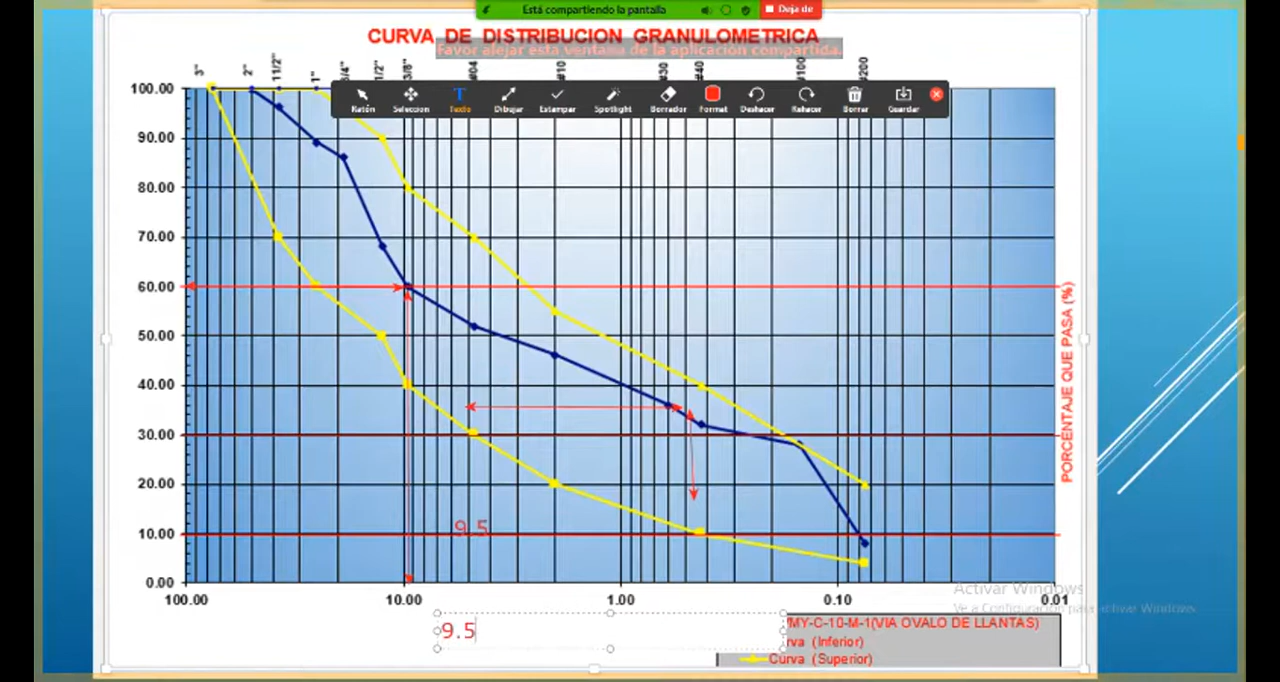 Está compartiendo la pantalla
Deja de
CURVA DE DISTRIBUCION GRANULOMETRICA
Favor alejar esta ventana de la aplicación compartida.
3" 2" 11/2" 1" 3/4" 1/2" 3/8" #04 #10 #30 #40 #100 #200
Ratón Seleccion Texto Dibujar Estampar Spotlight Borrador Format Deshacer Rehacer Borrar Guardar
100.00
90.00
80.00
70.00
60.00
50.00
40.00
30.00
20.00
10.00
0.00
PORCENTAJE QUE PASA (%)
9.5
100.00 10.00 1.00 0.10 0.01
Activar Windows
Ve a Configuración para activar Windows.
9.5
MY-C-10-M-1(VIA OVALO DE LLANTAS)
rva (Inferior)
Curva (Superior)